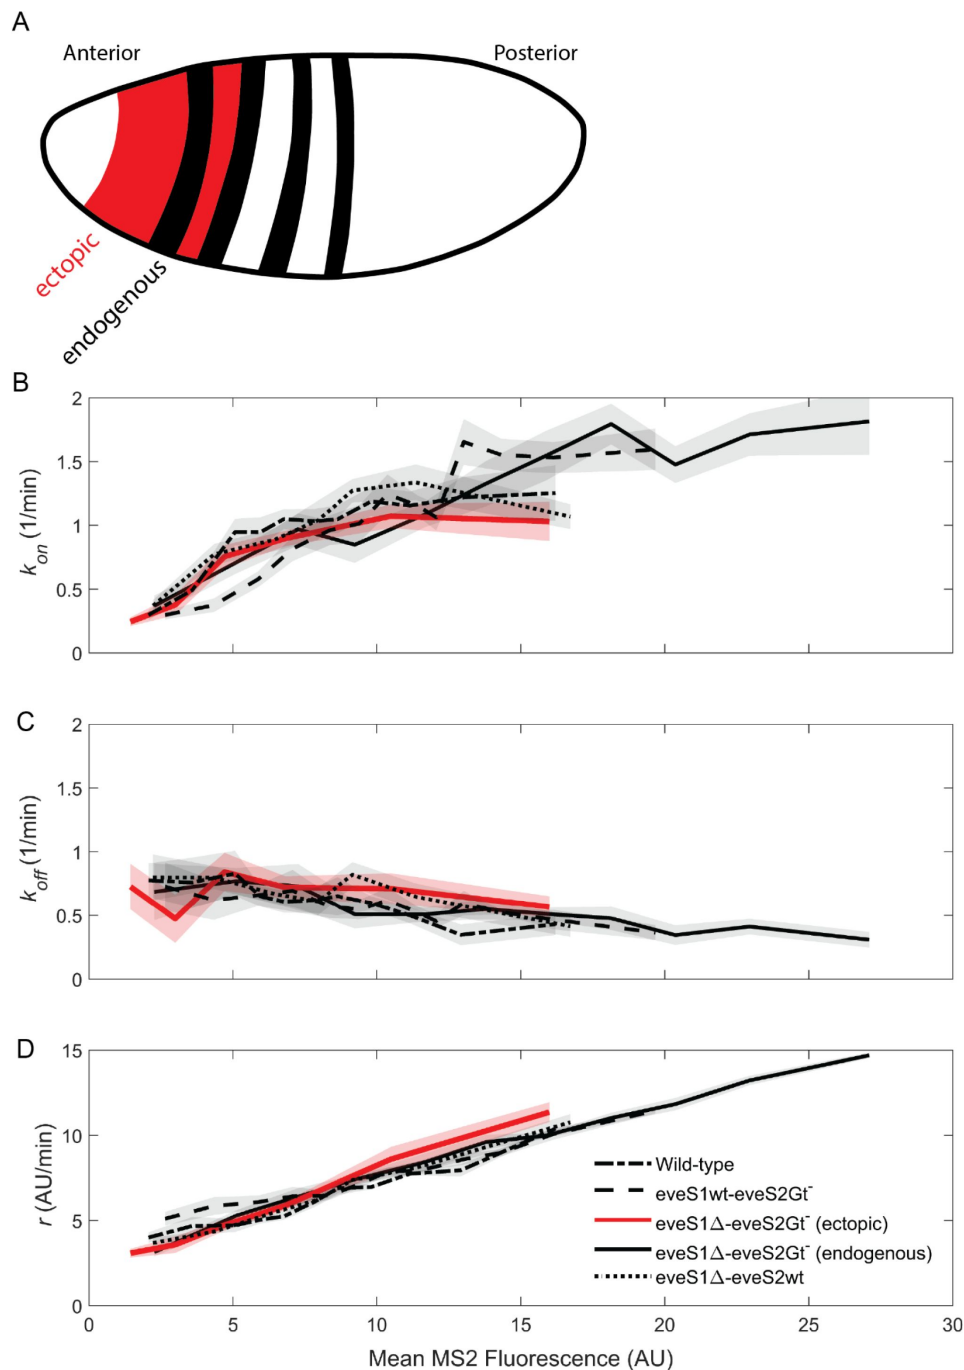 A
Anterior
Posterior
ectopic
endogenous
B
2
1.5
1
0.5
0
k_on (1/min)
C
2
1.5
1
0.5
0
k_off (1/min)
D
15
10
5
0
r (AU/min)
Wild-type
eveS1wt-eveS2Gt⁻
eveS1Δ-eveS2Gt⁻ (ectopic)
eveS1Δ-eveS2Gt⁻ (endogenous)
eveS1Δ-eveS2wt
0 5 10 15 20 25 30
Mean MS2 Fluorescence (AU)